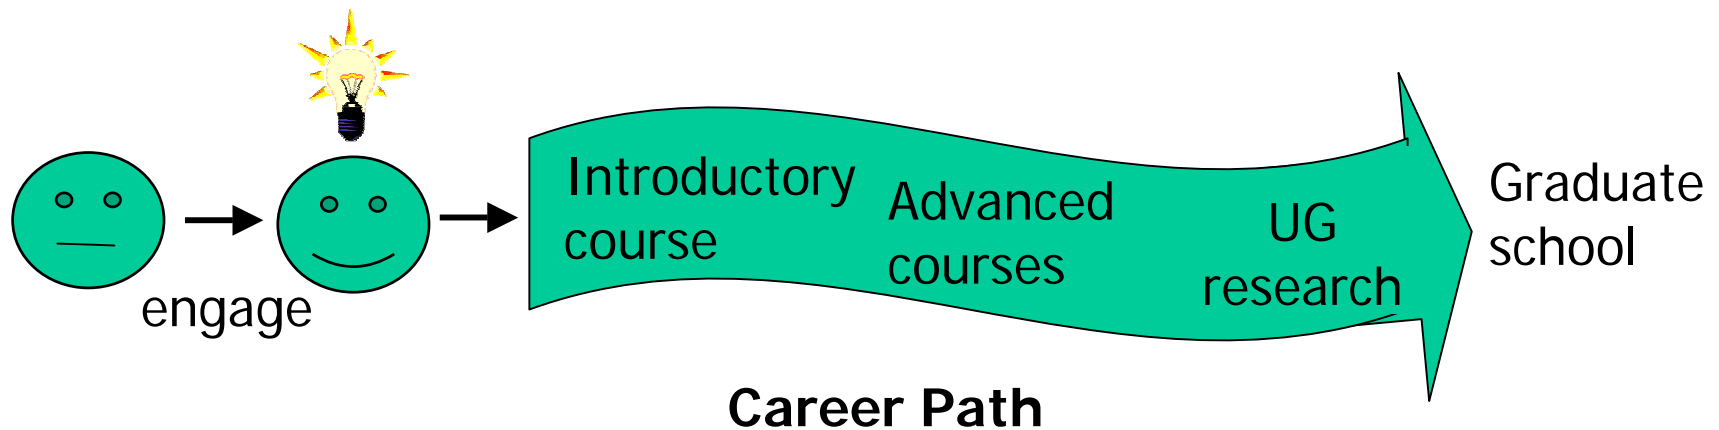 engage
Introductory
course
Advanced
courses
UG
research
Graduate
school
Career Path